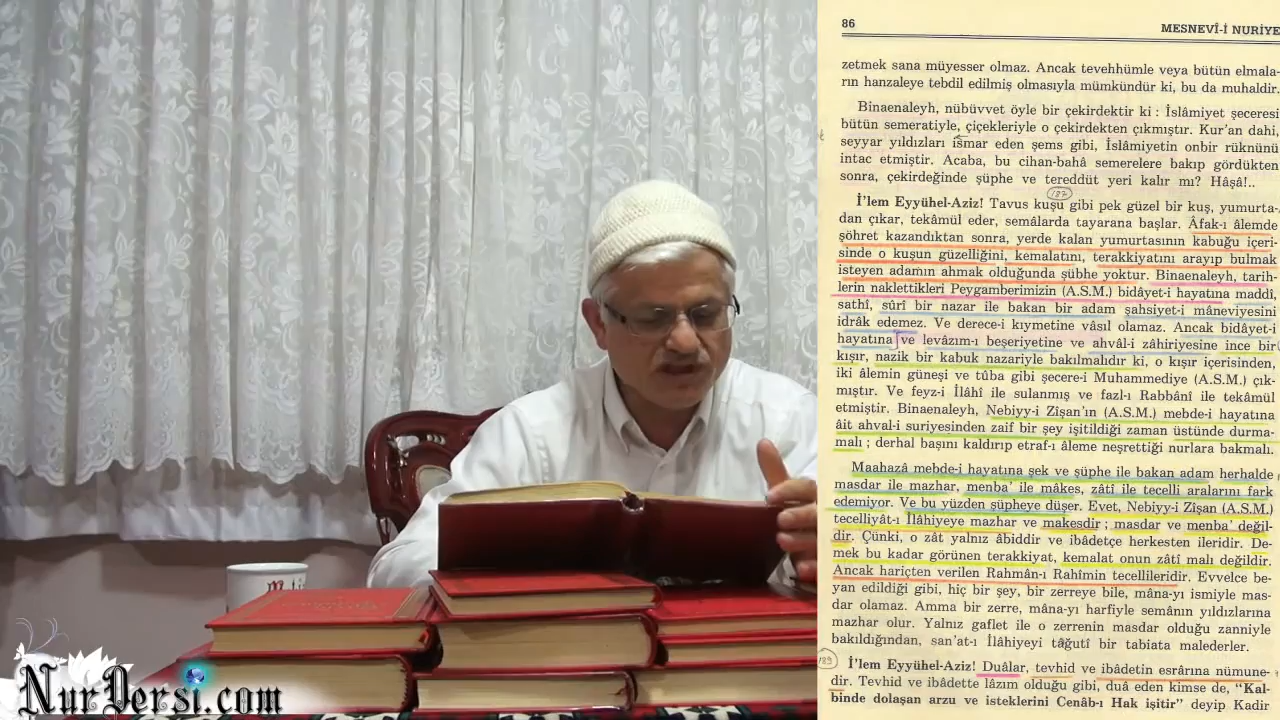 86
MESNEVÎ-İ NURİYE
zetmek sana müyesser olmaz. Ancak tevehhümle veya bütün elmala-
rın hanzaleye tebdil edilmiş olmasıyla mümkündür ki, bu da muhaldir.
Binaenaleyh, nübüvvet öyle bir çekirdektir ki : İslâmiyet şeceresi
bütün semeratiyle, çiçekleriyle o çekirdekten çıkmıştır. Kur'an dahi,
seyyar yıldızları ismar eden şems gibi, İslâmiyetin onbir rüknünü
intac etmiştir. Acaba, bu cihan-bahâ semerelere bakıp gördükten
sonra, çekirdeğinde şüphe ve tereddüt yeri kalır mı? Hâşâ!..
İ'lem Eyyühel-Aziz! Tavus kuşu gibi pek güzel bir kuş, yumurta-
dan çıkar, tekâmül eder, semâlarda tayarana başlar. Âfak-ı âlemde
şöhret kazandıktan sonra, yerde kalan yumurtasının kabuğu içeri-
sinde o kuşun güzelliğini, kemalatını, terakkiyatını arayıp bulmak
isteyen adamın ahmak olduğunda şübhe yoktur. Binaenaleyh, tarih-
lerin naklettikleri Peygamberimizin (A.S.M.) bidâyet-i hayatına maddî,
sathî, sûrî bir nazar ile bakan bir adam şahsiyet-i mâneviyesini
idrâk edemez. Ve derece-i kıymetine vâsıl olamaz. Ancak bidâyet-i
hayatına ve levâzım-ı beşeriyetine ve ahvâl-i zâhiriyesine ince bir
kışır, nazik bir kabuk nazariyle bakılmalıdır ki, o kışır içerisinden,
iki âlemin güneşi ve tûba gibi şecere-i Muhammediye (A.S.M.) çık-
mıştır. Ve feyz-i İlâhî ile sulanmış ve fazl-ı Rabbânî ile tekâmül
etmiştir. Binaenaleyh, Nebiyy-i Zişan'ın (A.S.M.) mebde-i hayatına
âit ahval-i suriyesinden zaif bir şey işitildiği zaman üstünde durma-
malı ; derhal başını kaldırıp etraf-ı âleme neşrettiği nurlara bakmalı.
Maahazâ mebde-i hayatına şek ve şüphe ile bakan adam herhalde
masdar ile mazhar, menba' ile mâkes, zâtî ile tecelli aralarını fark
edemiyor. Ve bu yüzden şüpheye düşer. Evet, Nebiyy-i Zişan (A.S.M.)
tecelliyât-ı İlâhiyeye mazhar ve makesdir ; masdar ve menba' değil-
dir. Çünki, o zât yalnız âbiddir ve ibâdetçe herkesten ileridir. De-
mek bu kadar görünen terakkiyat, kemalat onun zâtî malı değildir.
Ancak hariçten verilen Rahmân-ı Rahîmin tecellileridir. Evvelce be-
yan edildiği gibi, hiç bir şey, bir zerreye bile, mâna-yı ismiyle mas-
dar olamaz. Amma bir zerre, mâna-yı harfiyle semânın yıldızlarına
mazhar olur. Yalnız gaflet ile o zerrenin masdar olduğu zanniyle
bakıldığından, san'at-ı İlâhiyeyi tâğutî bir tabiata malederler.
İ'lem Eyyühel-Aziz! Duâlar, tevhid ve ibâdetin esrârına nümune-
dir. Tevhid ve ibâdette lâzım olduğu gibi, duâ eden kimse de, "Kal-
binde dolaşan arzu ve isteklerini Cenâb-ı Hak işitir" deyip Kadir
NurDersi.com